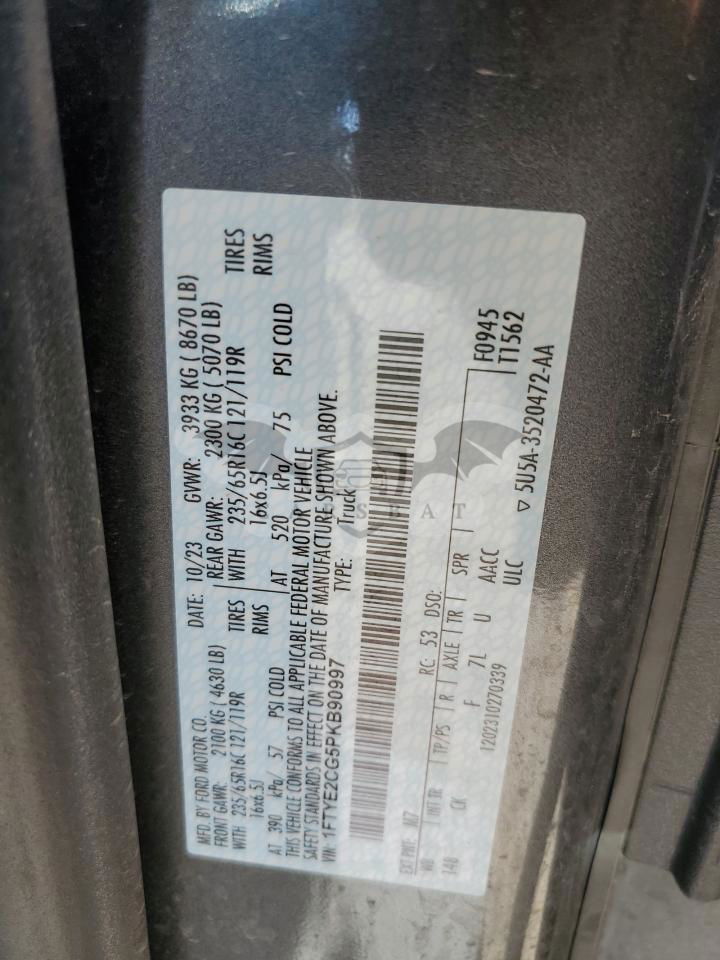 MFD. BY FORD MOTOR CO.
DATE: 10/23 GVWR: 3933 KG ( 8670 LB)
FRONT GAWR: 2100 KG ( 4630 LB)
REAR GAWR: 2300 KG ( 5070 LB)
WITH 235/65R16C 121/119R TIRES
WITH 235/65R16C 121/119R TIRES
16x6.5J RIMS
16x6.5J RIMS
AT 390 kPa/ 57 PSI COLD
AT 520 kPa/ 75 PSI COLD
THIS VEHICLE CONFORMS TO ALL APPLICABLE FEDERAL MOTOR VEHICLE
SAFETY STANDARDS IN EFFECT ON THE DATE OF MANUFACTURE SHOWN ABOVE.
VIN: 1FTYE2CG5PKB90997 TYPE: Truck
EXT PNT: M7 RC: 53 DSO:
WB INT TR TP/PS R AXLE TR SPR
148 CK F 7L U AACC
F0945
T1562
1202310270339 ULC
5U5A-3520472-AA